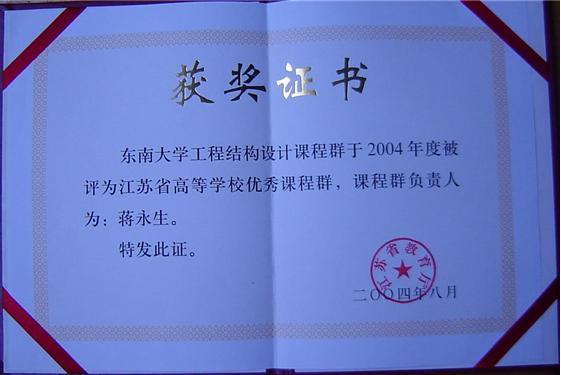 获奖证书
东南大学工程结构设计课程群于2004年度被
评为江苏省高等学校优秀课程群，课程群负责人
为：蒋永生。
特发此证。
江苏省教育厅
二〇〇四年八月